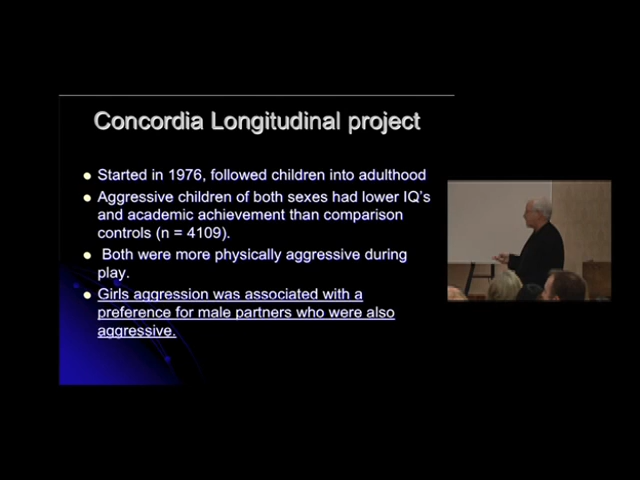 Concordia Longitudinal project
Started in 1976, followed children into adulthood
Aggressive children of both sexes had lower IQ's
and academic achievement than comparison
controls (n = 4109).
Both were more physically aggressive during
play.
Girls aggression was associated with a
preference for male partners who were also
aggressive.